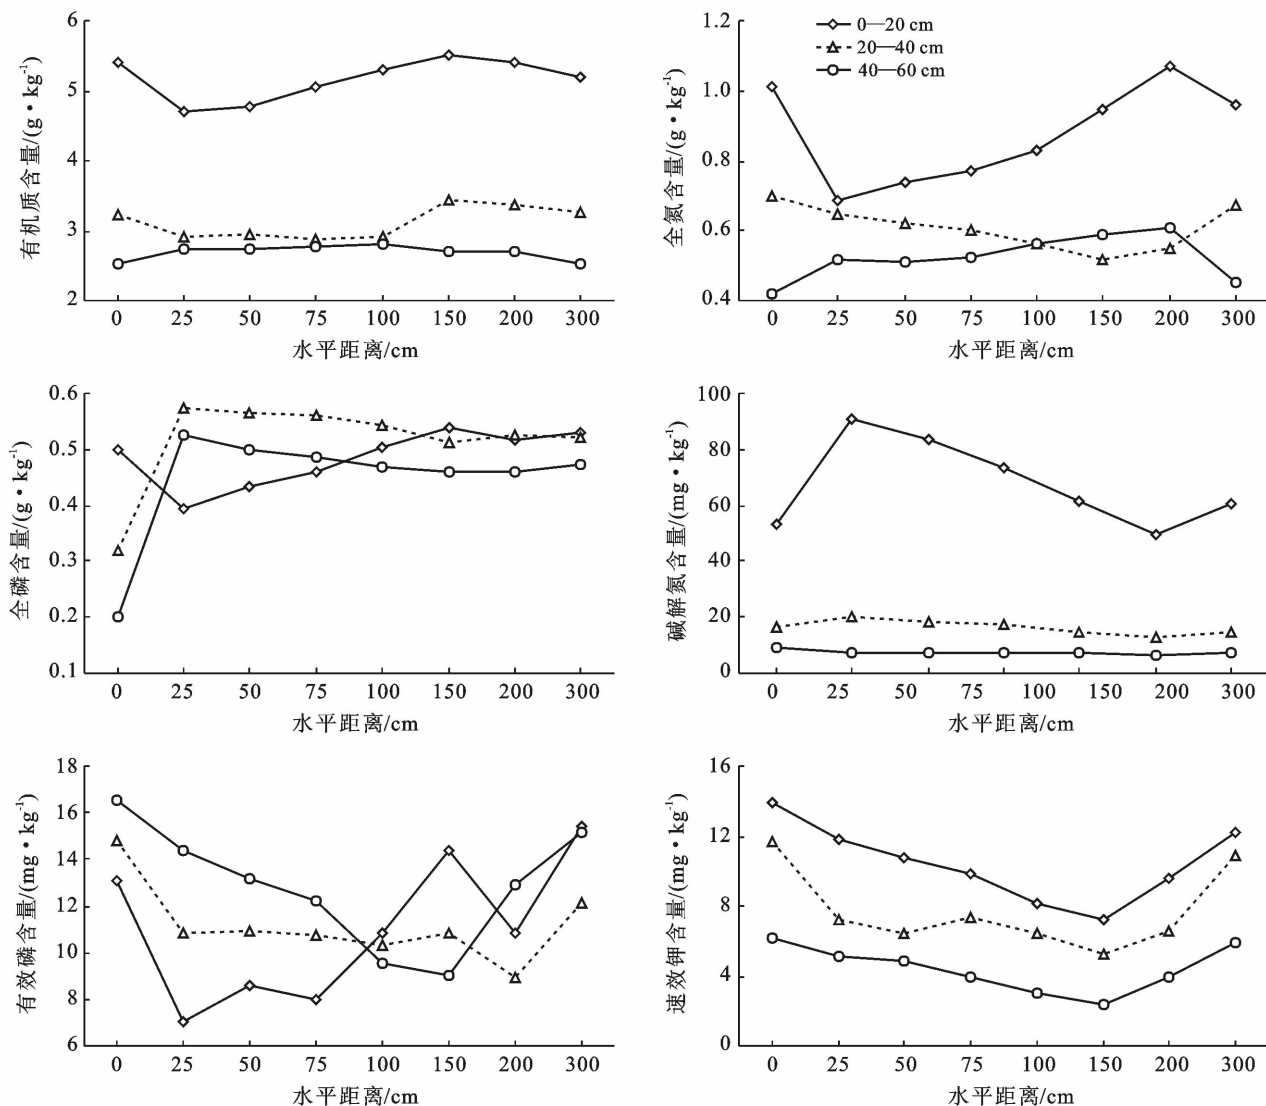 有机质含量/(g·kg⁻¹)
6
5
4
3
2
0 25 50 75 100 150 200 300
水平距离/cm
全氮含量/(g·kg⁻¹)
1.2
1.0
0.8
0.6
0.4
0—20 cm
20—40 cm
40—60 cm
0 25 50 75 100 150 200 300
水平距离/cm
全磷含量/(g·kg⁻¹)
0.6
0.5
0.4
0.3
0.2
0.1
0 25 50 75 100 150 200 300
水平距离/cm
碱解氮含量/(mg·kg⁻¹)
100
80
60
40
20
0
0 25 50 75 100 150 200 300
水平距离/cm
有效磷含量/(mg·kg⁻¹)
18
16
14
12
10
8
6
0 25 50 75 100 150 200 300
水平距离/cm
速效钾含量/(mg·kg⁻¹)
16
12
8
4
0
0 25 50 75 100 150 200 300
水平距离/cm